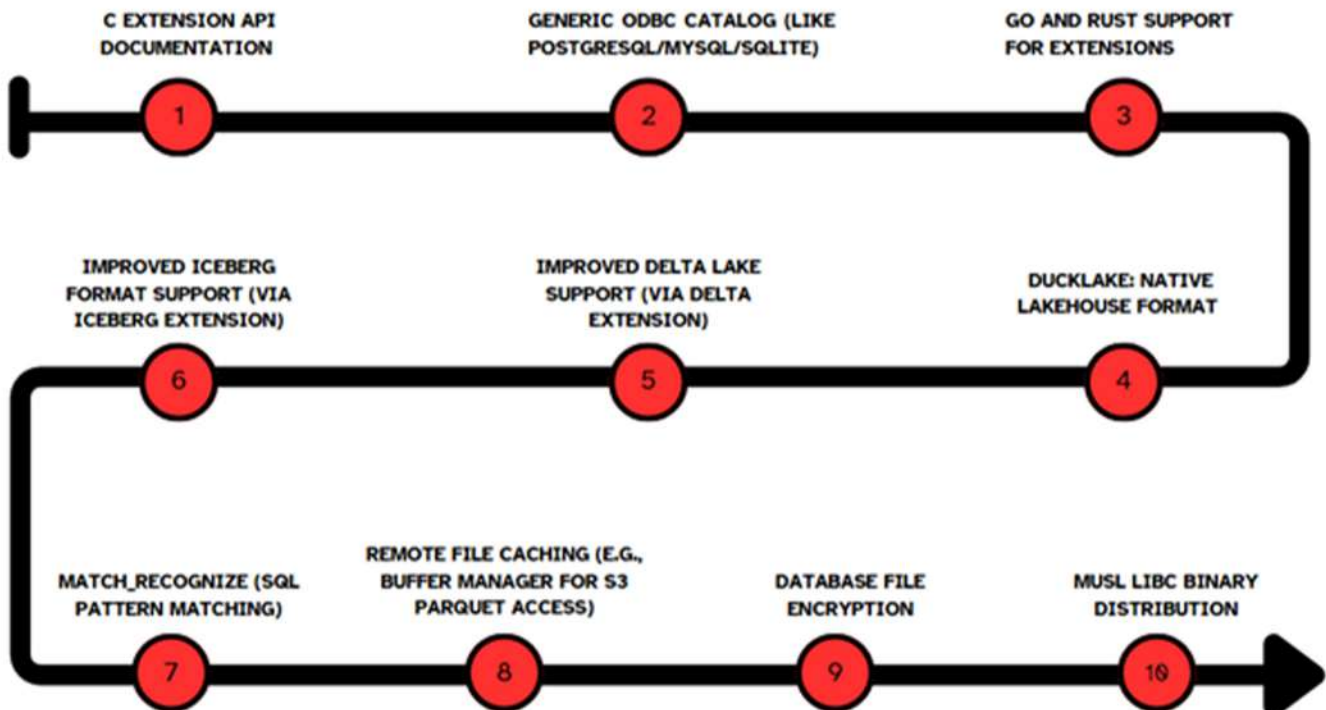 C EXTENSION API
DOCUMENTATION
1
GENERIC ODBC CATALOG (LIKE
POSTGRESQL/MYSQL/SQLITE)
2
GO AND RUST SUPPORT
FOR EXTENSIONS
3
DUCKLAKE: NATIVE
LAKEHOUSE FORMAT
4
IMPROVED DELTA LAKE
SUPPORT (VIA DELTA
EXTENSION)
5
IMPROVED ICEBERG
FORMAT SUPPORT (VIA
ICEBERG EXTENSION)
6
MATCH_RECOGNIZE (SQL
PATTERN MATCHING)
7
REMOTE FILE CACHING (E.G.,
BUFFER MANAGER FOR S3
PARQUET ACCESS)
8
DATABASE FILE
ENCRYPTION
9
MUSL LIBC BINARY
DISTRIBUTION
10